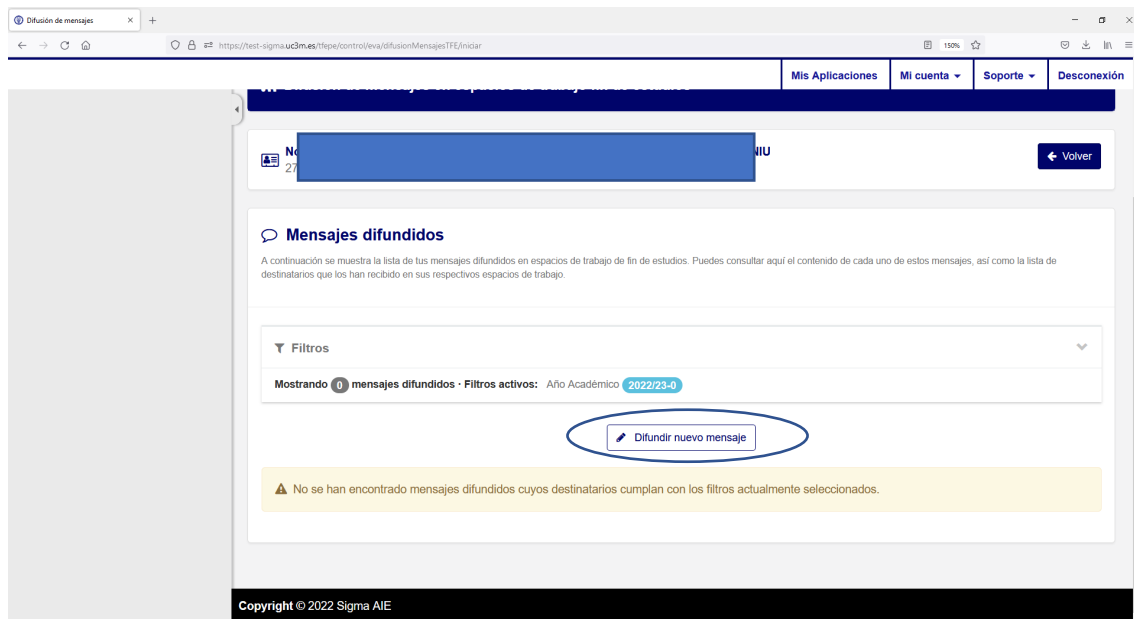 Difusión de mensajes
https://test-sigma.uc3m.es/tfepe/control/eva/difusionMensajesTFE/iniciar
150%
Mis Aplicaciones Mi cuenta Soporte Desconexión
27
Volver
Mensajes difundidos
A continuación se muestra la lista de tus mensajes difundidos en espacios de trabajo de fin de estudios. Puedes consultar aquí el contenido de cada uno de estos mensajes, así como la lista de
destinatarios que los han recibido en sus respectivos espacios de trabajo.
Filtros
Mostrando 0 mensajes difundidos · Filtros activos: Año Académico 2022/23-0
Difundir nuevo mensaje
No se han encontrado mensajes difundidos cuyos destinatarios cumplan con los filtros actualmente seleccionados.
Copyright © 2022 Sigma AIE